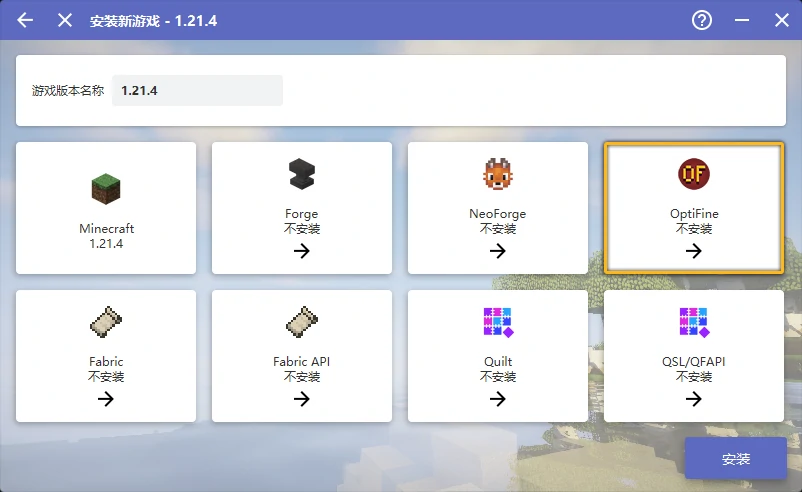 安装新游戏 - 1.21.4
游戏版本名称 1.21.4
Minecraft
1.21.4
Forge
不安装
NeoForge
不安装
OF
OptiFine
不安装
Fabric
不安装
Fabric API
不安装
Quilt
不安装
QSL/QFAPI
不安装
安装